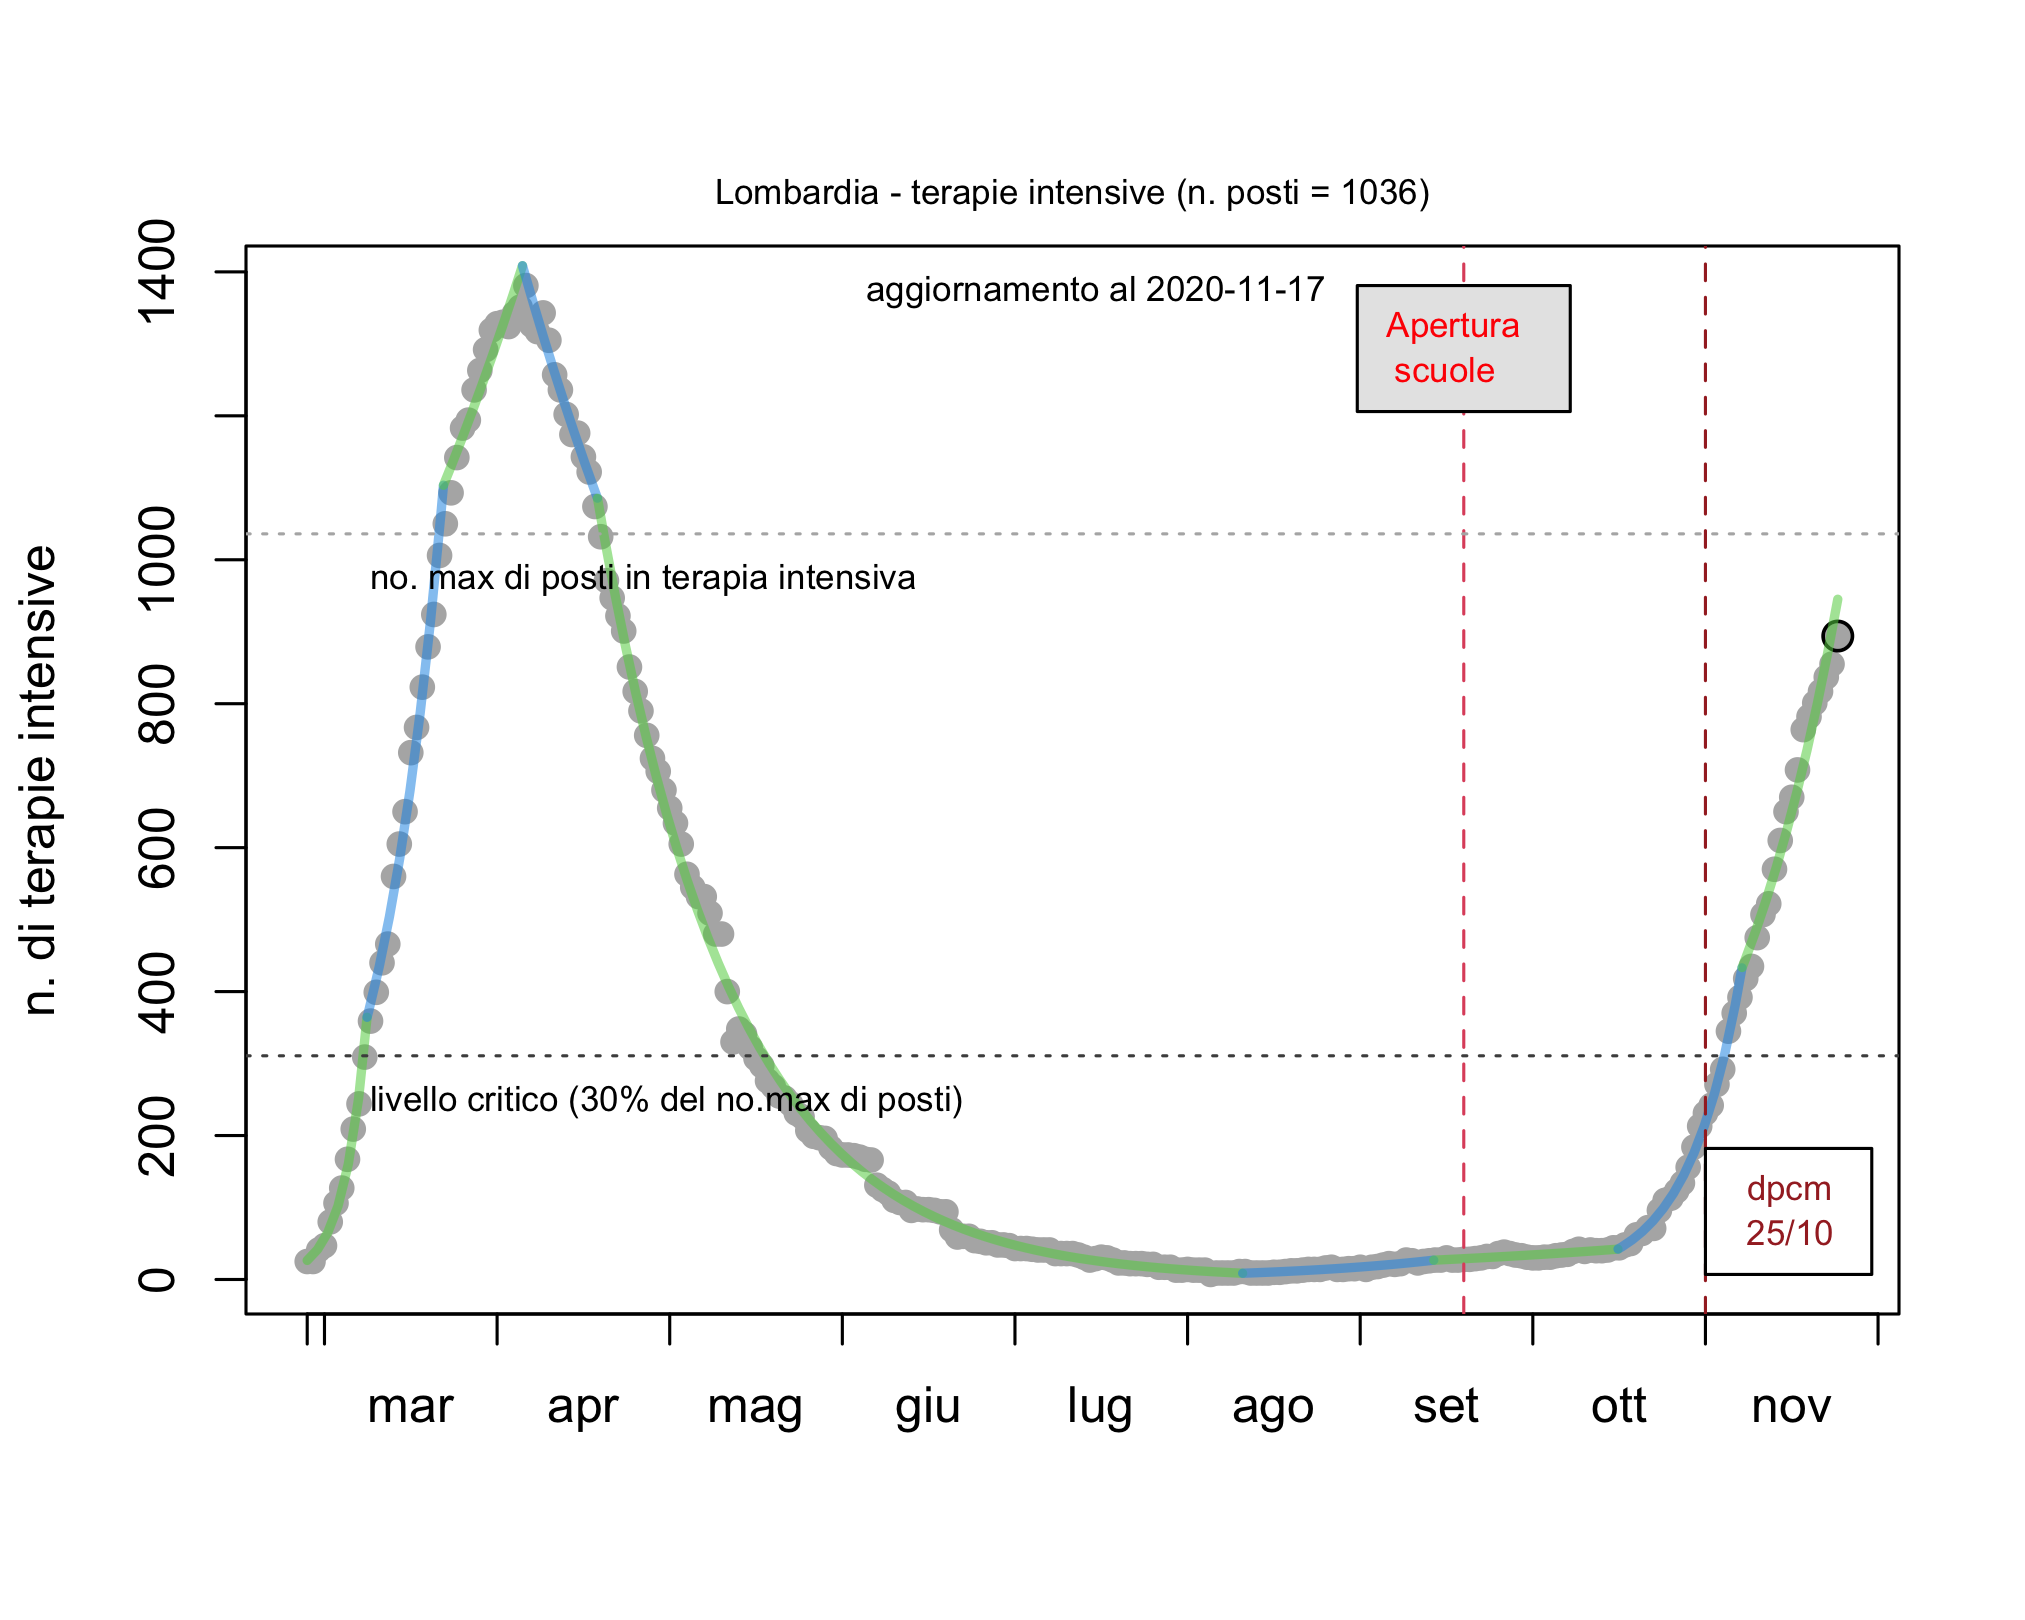 Lombardia - terapie intensive (n. posti = 1036)
aggiornamento al 2020-11-17
Apertura
scuole
no. max di posti in terapia intensiva
livello critico (30% del no.max di posti)
dpcm
25/10
n. di terapie intensive
1400
1000
800
600
400
200
0
mar apr mag giu lug ago set ott nov